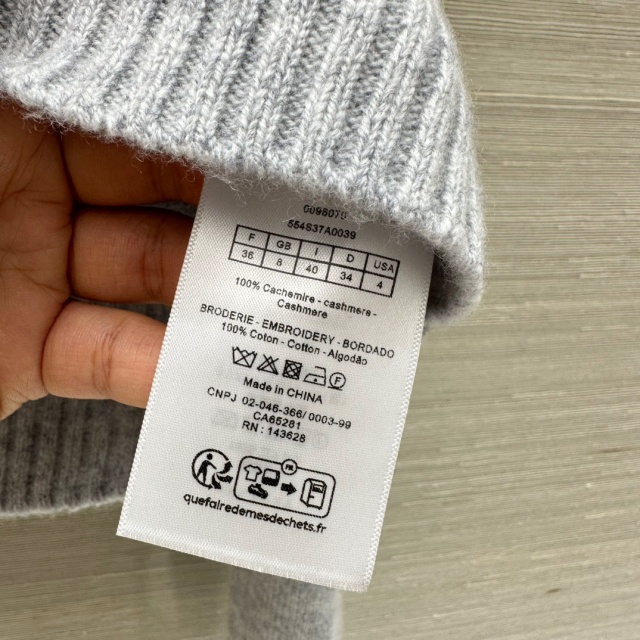 554S37A0039
F GB I D USA
36 8 40 34 4
100% Cachemire - cashmere -
Cashmere
BRODERIE - EMBROIDERY - BORDADO
100% Coton - Cotton - Algodão
Made in CHINA
CNPJ 02-046-366/0003-99
CA65281
RN : 143628
FR
quefairedemesdechets.fr